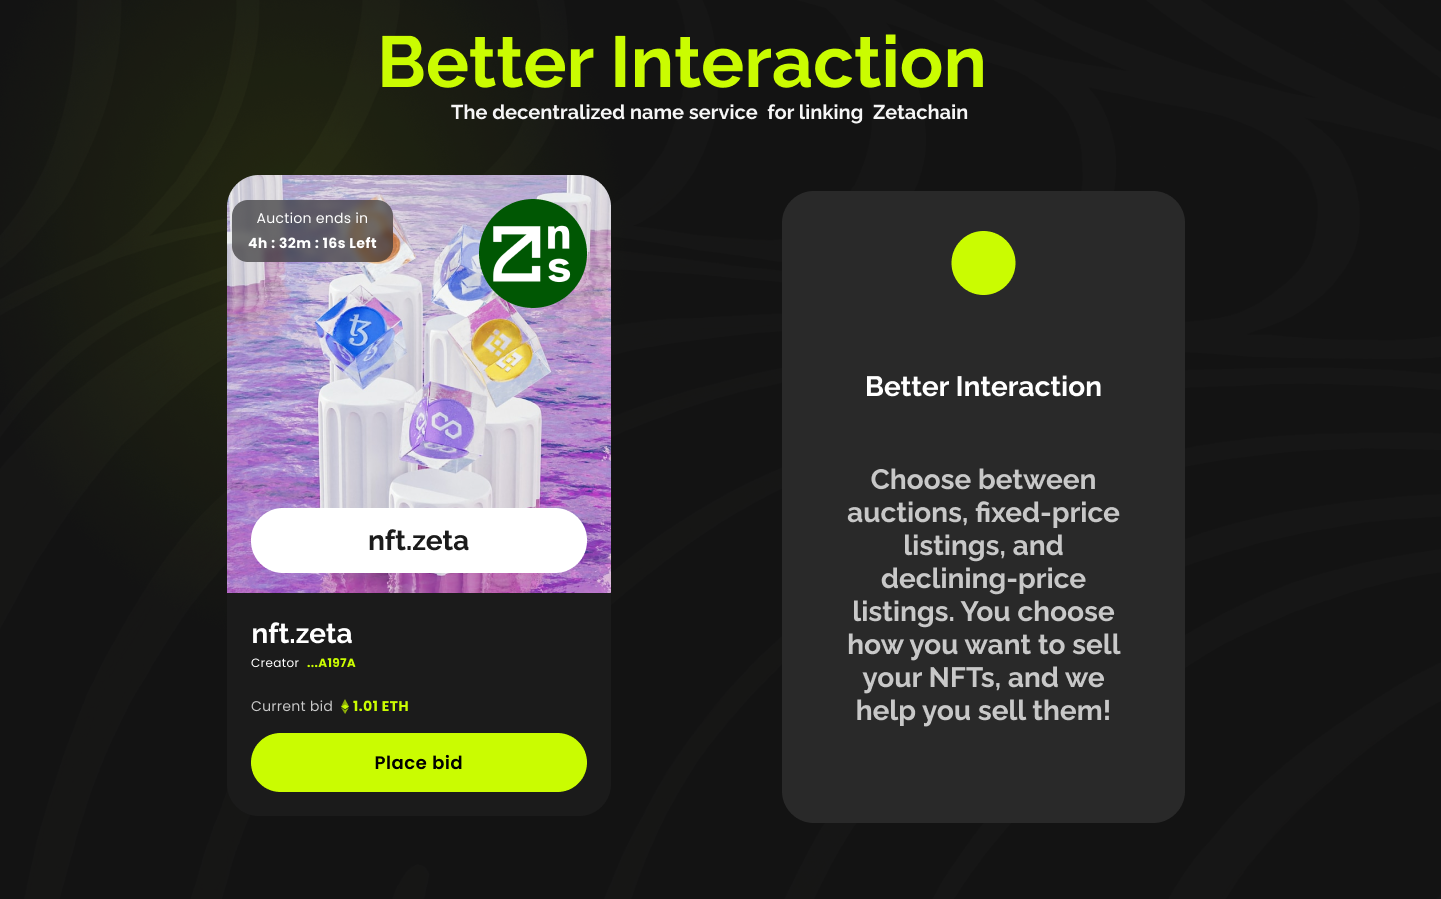 Better Interaction
The decentralized name service for linking Zetachain
Auction ends in
4h : 32m : 16s Left
Zns
nft.zeta
nft.zeta
Creator ...A197A
Current bid 1.01 ETH
Place bid
Better Interaction
Choose between
auctions, fixed-price
listings, and
declining-price
listings. You choose
how you want to sell
your NFTs, and we
help you sell them!